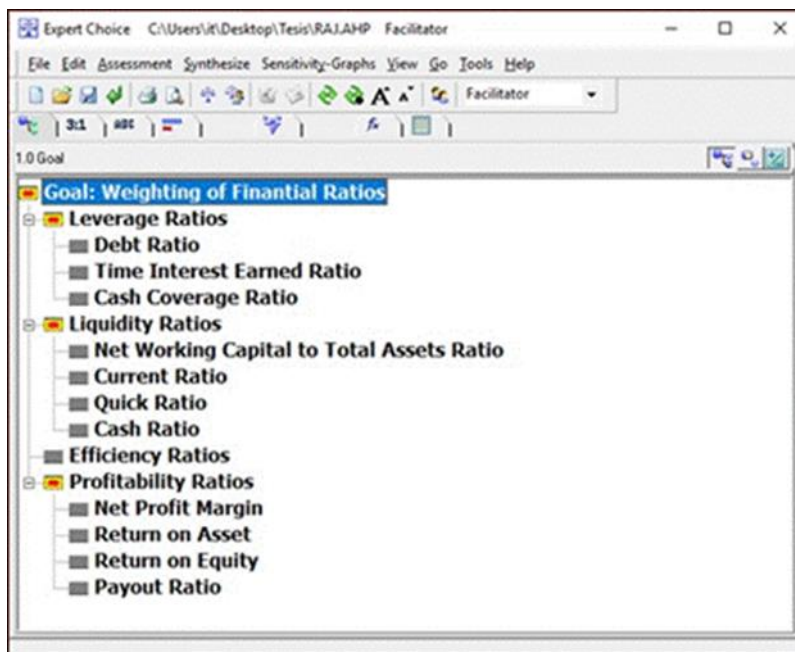 Expert Choice C:\Users\it\Desktop\Tesis\RAJ.AHP Facilitator
File Edit Assessment Synthesize Sensitivity-Graphs View Go Tools Help
Facilitator
3:1 ABC
1.0 Goal
Goal: Weighting of Finantial Ratios
Leverage Ratios
Debt Ratio
Time Interest Earned Ratio
Cash Coverage Ratio
Liquidity Ratios
Net Working Capital to Total Assets Ratio
Current Ratio
Quick Ratio
Cash Ratio
Efficiency Ratios
Profitability Ratios
Net Profit Margin
Return on Asset
Return on Equity
Payout Ratio